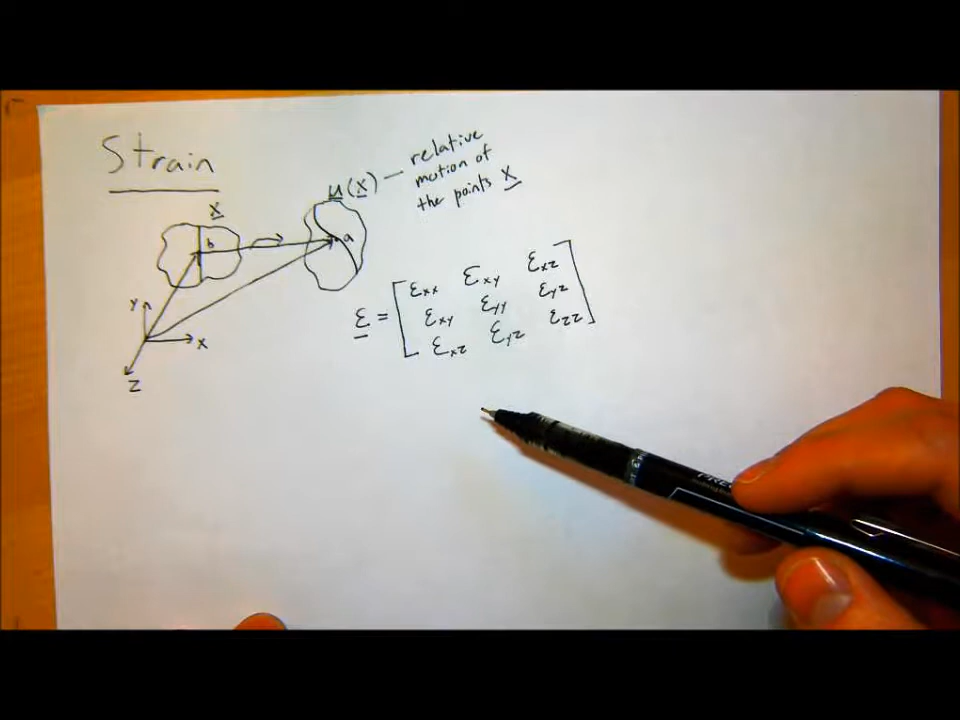 Strain
u(x) — relative
motion of
the points x
x
b
a
Y
X
Z
ε = [ εxx εxy εxz
εxy εyy εyz
εxz εyz εzz ]